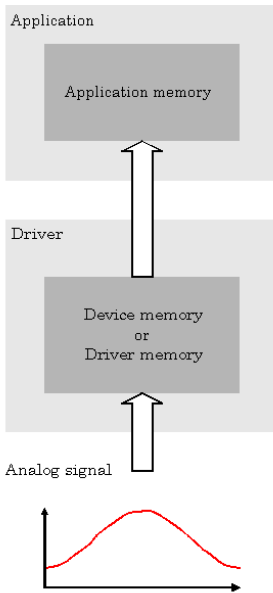 Application
Application memory
Driver
Device memory
or
Driver memory
Analog signal